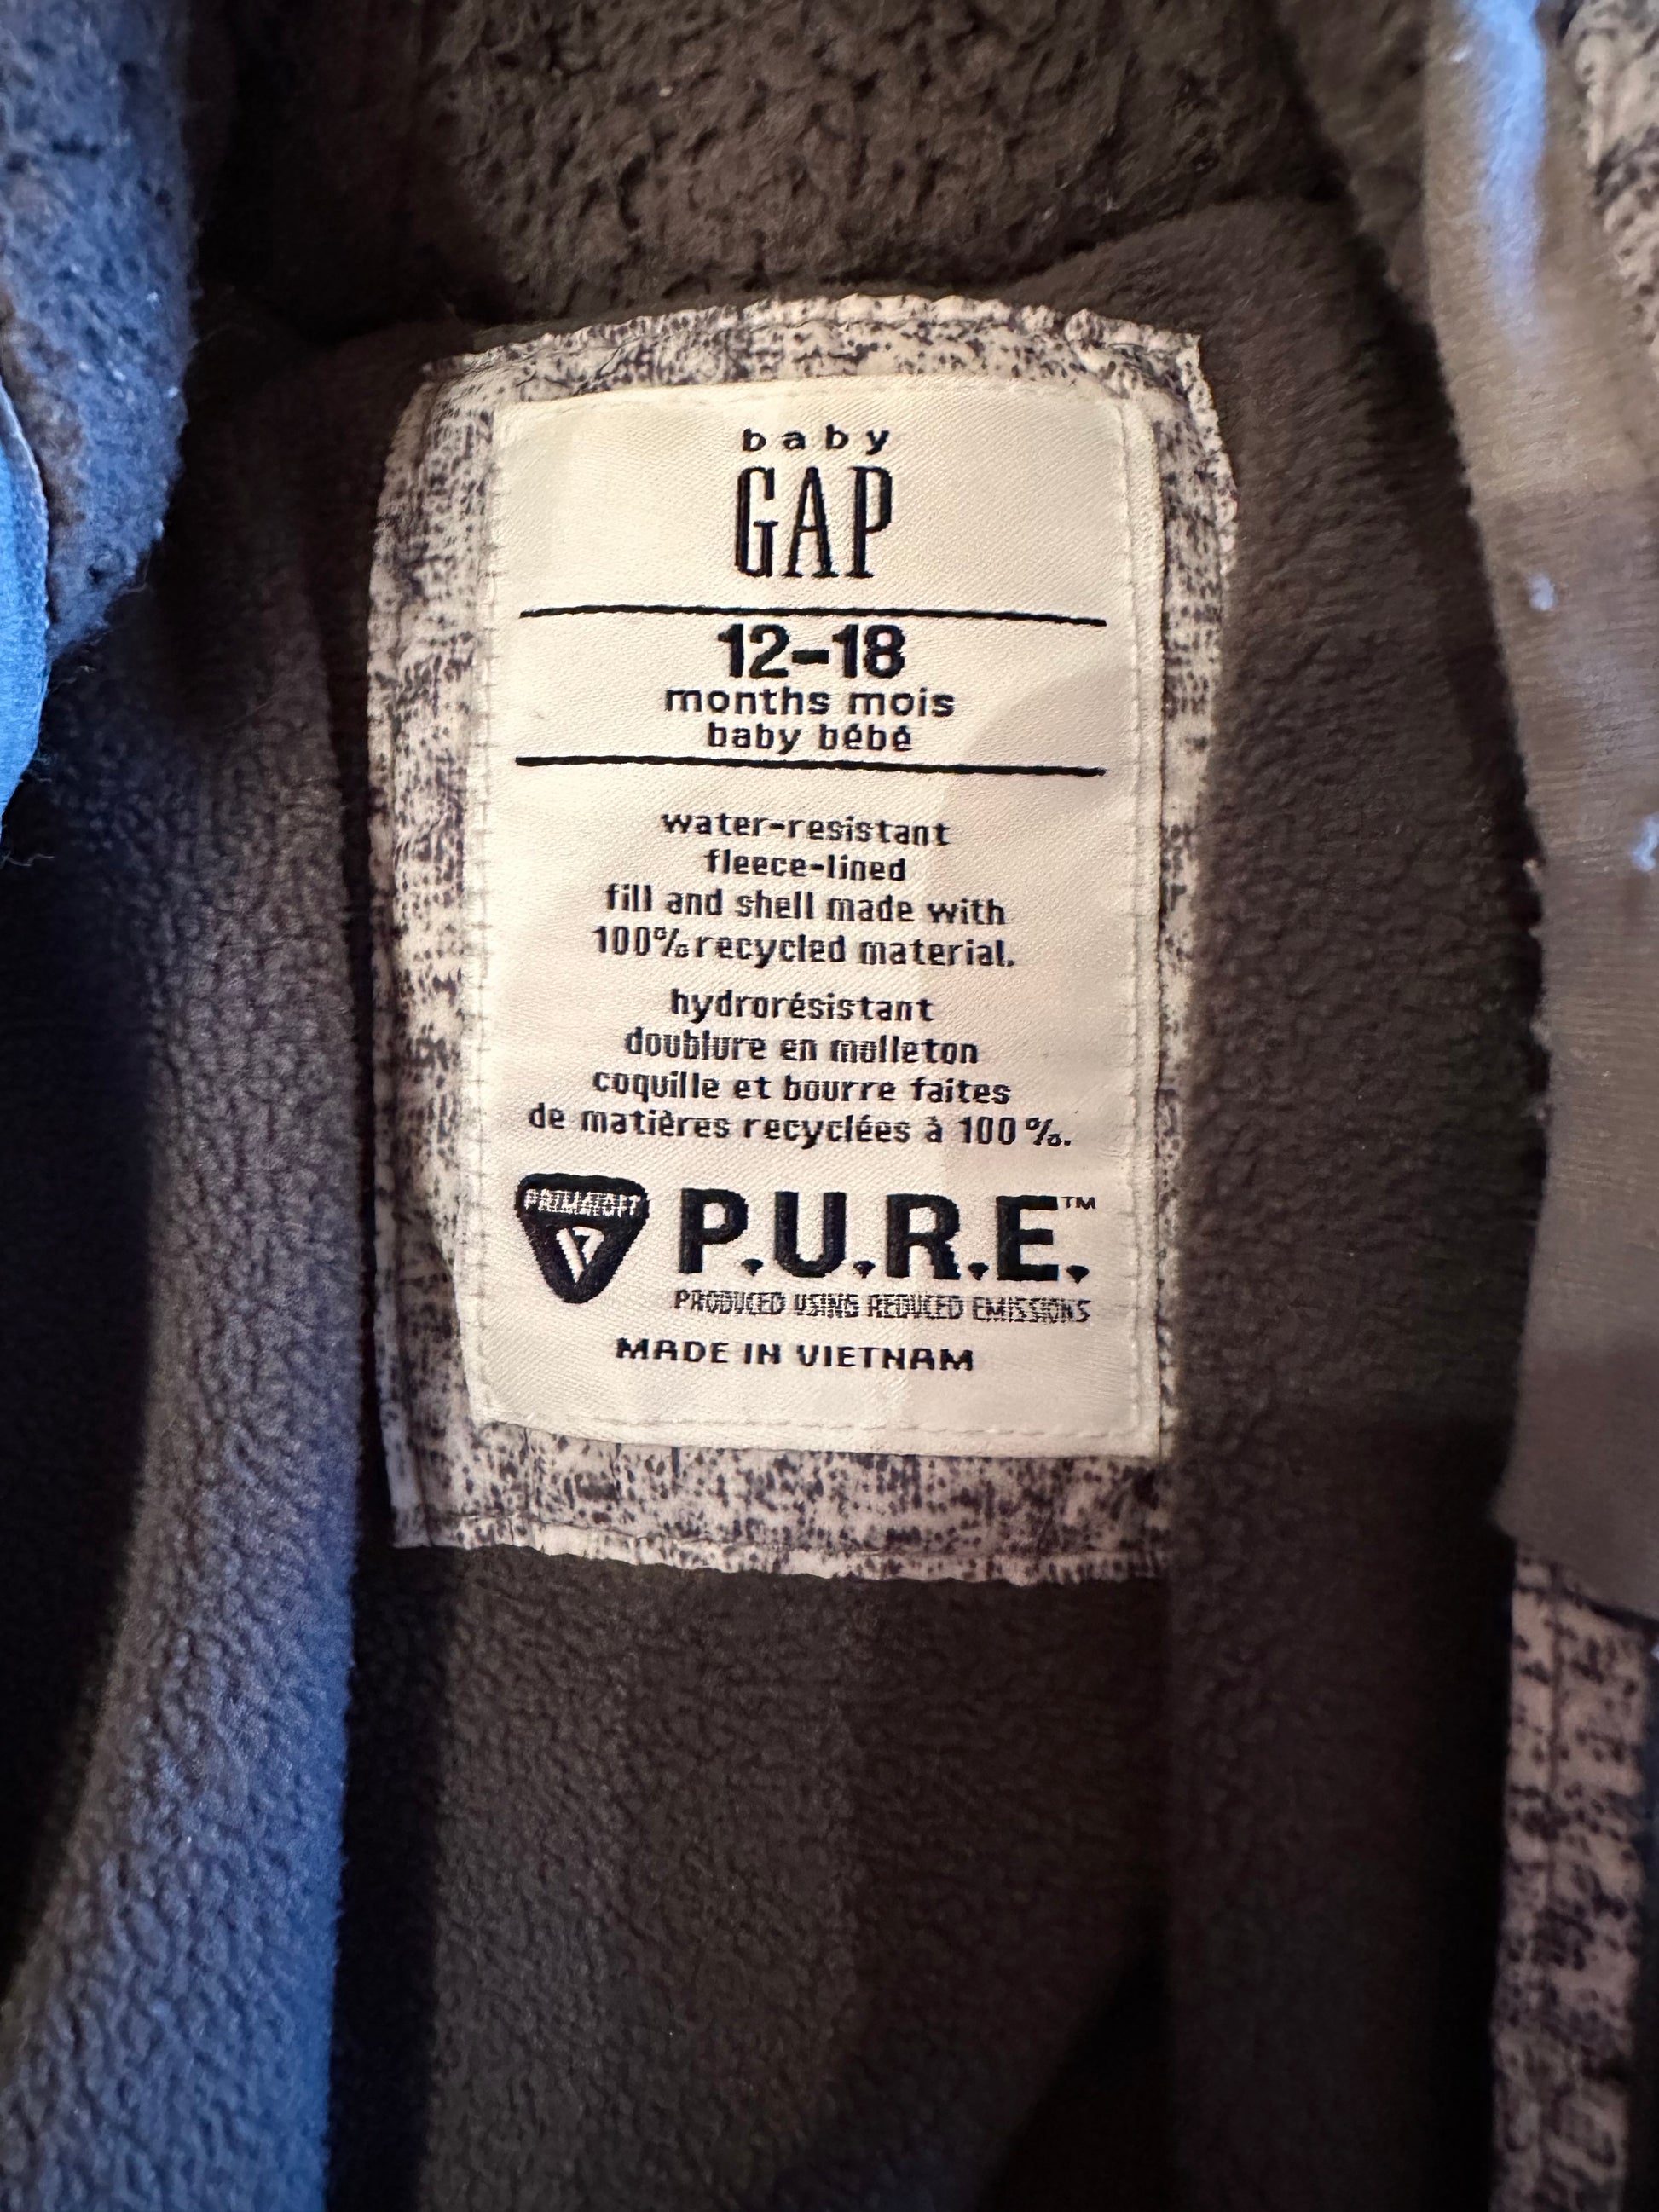 baby
GAP
12-18
months mois
baby bébé
water-resistant
fleece-lined
fill and shell made with
100% recycled material.
hydrorésistant
doublure en molleton
coquille et bourre faites
de matières recyclées à 100 %.
PRIMALOFT
P.U.R.E.™
PRODUCED USING REDUCED EMISSIONS
MADE IN VIETNAM